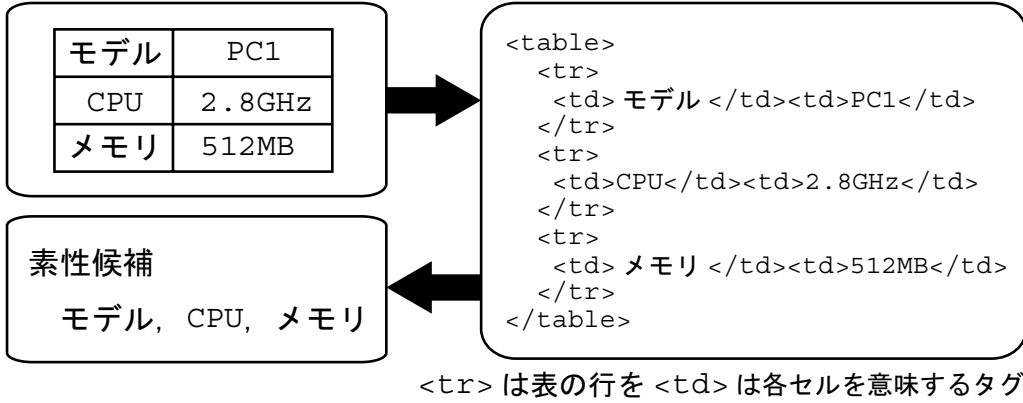 モデル PC1
CPU 2.8GHz
メモリ 512MB
<table>
<tr>
<td> モデル </td><td>PC1</td>
</tr>
<tr>
<td>CPU</td><td>2.8GHz</td>
</tr>
<tr>
<td> メモリ </td><td>512MB</td>
</tr>
</table>
素性候補
モデル, CPU, メモリ
<tr> は表の行を <td> は各セルを意味するタグ